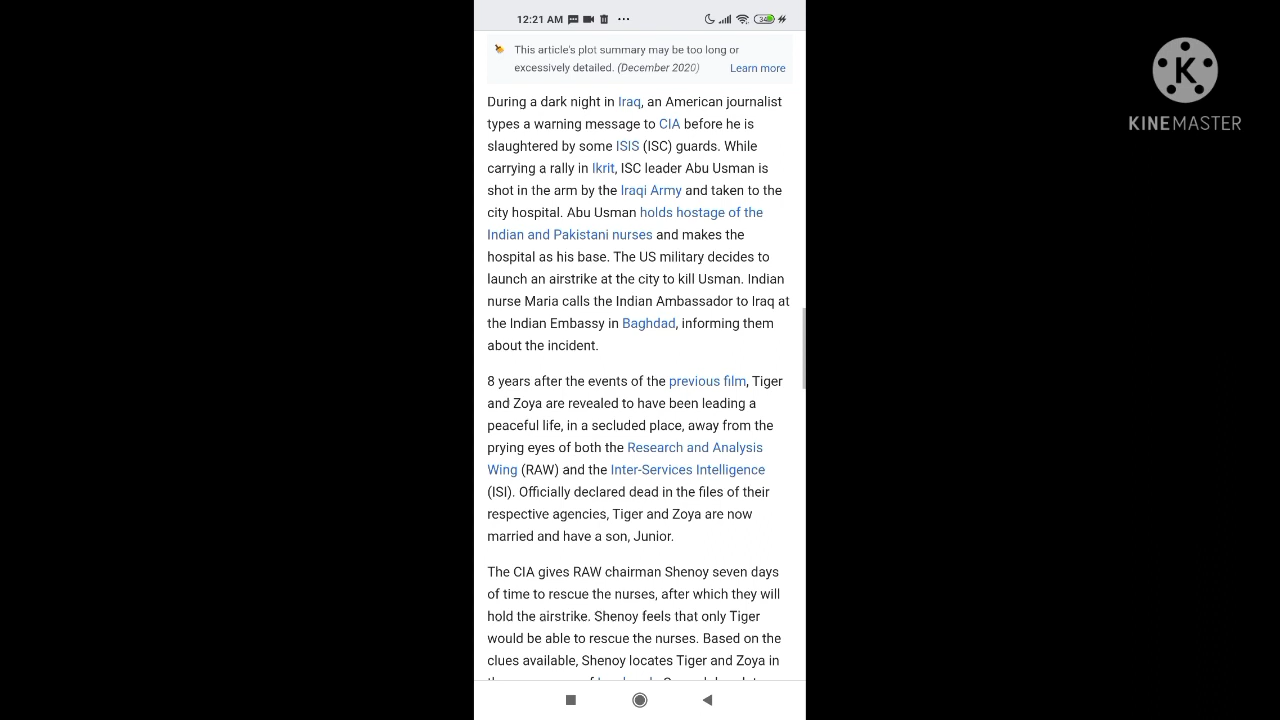 12:21 AM
34
This article's plot summary may be too long or
excessively detailed. (December 2020) Learn more
During a dark night in Iraq, an American journalist
types a warning message to CIA before he is
slaughtered by some ISIS (ISC) guards. While
carrying a rally in Ikrit, ISC leader Abu Usman is
shot in the arm by the Iraqi Army and taken to the
city hospital. Abu Usman holds hostage of the
Indian and Pakistani nurses and makes the
hospital as his base. The US military decides to
launch an airstrike at the city to kill Usman. Indian
nurse Maria calls the Indian Ambassador to Iraq at
the Indian Embassy in Baghdad, informing them
about the incident.
8 years after the events of the previous film, Tiger
and Zoya are revealed to have been leading a
peaceful life, in a secluded place, away from the
prying eyes of both the Research and Analysis
Wing (RAW) and the Inter-Services Intelligence
(ISI). Officially declared dead in the files of their
respective agencies, Tiger and Zoya are now
married and have a son, Junior.
The CIA gives RAW chairman Shenoy seven days
of time to rescue the nurses, after which they will
hold the airstrike. Shenoy feels that only Tiger
would be able to rescue the nurses. Based on the
clues available, Shenoy locates Tiger and Zoya in
K
KINEMASTER